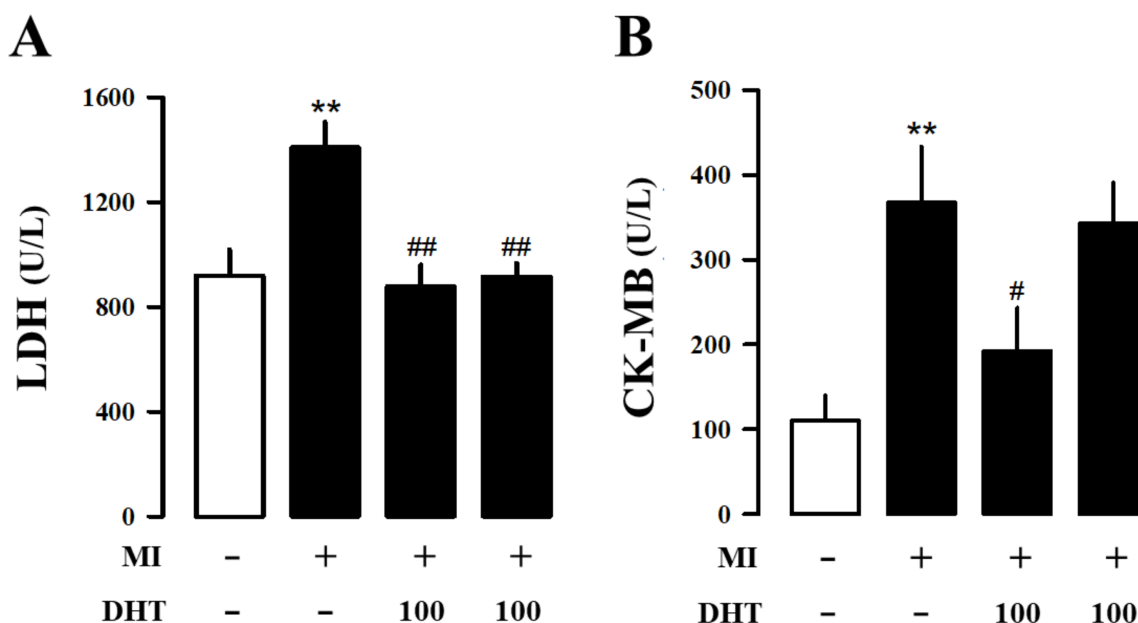 A
LDH (U/L)
1600
1200
800
400
0
**
##
##
MI - + + +
DHT - - 100 100
B
CK-MB (U/L)
500
400
300
200
100
0
**
#
MI - + + +
DHT - - 100 100